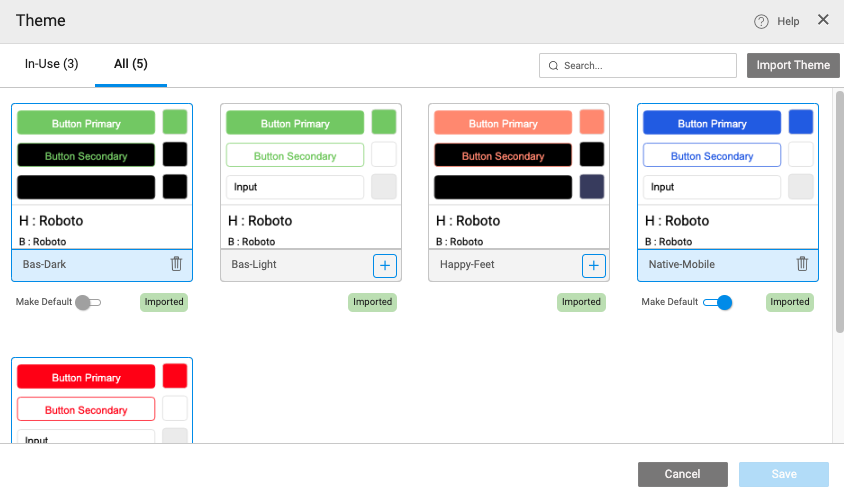 Theme
? Help
In-Use (3)
All (5)
Search...
Import Theme
Button Primary
Button Secondary
H : Roboto
B : Roboto
Bas-Dark
Make Default
Imported
Button Primary
Button Secondary
Input
H : Roboto
B : Roboto
Bas-Light
Imported
Button Primary
Button Secondary
H : Roboto
B : Roboto
Happy-Feet
Imported
Button Primary
Button Secondary
Input
H : Roboto
B : Roboto
Native-Mobile
Make Default
Imported
Button Primary
Button Secondary
Input
Cancel
Save